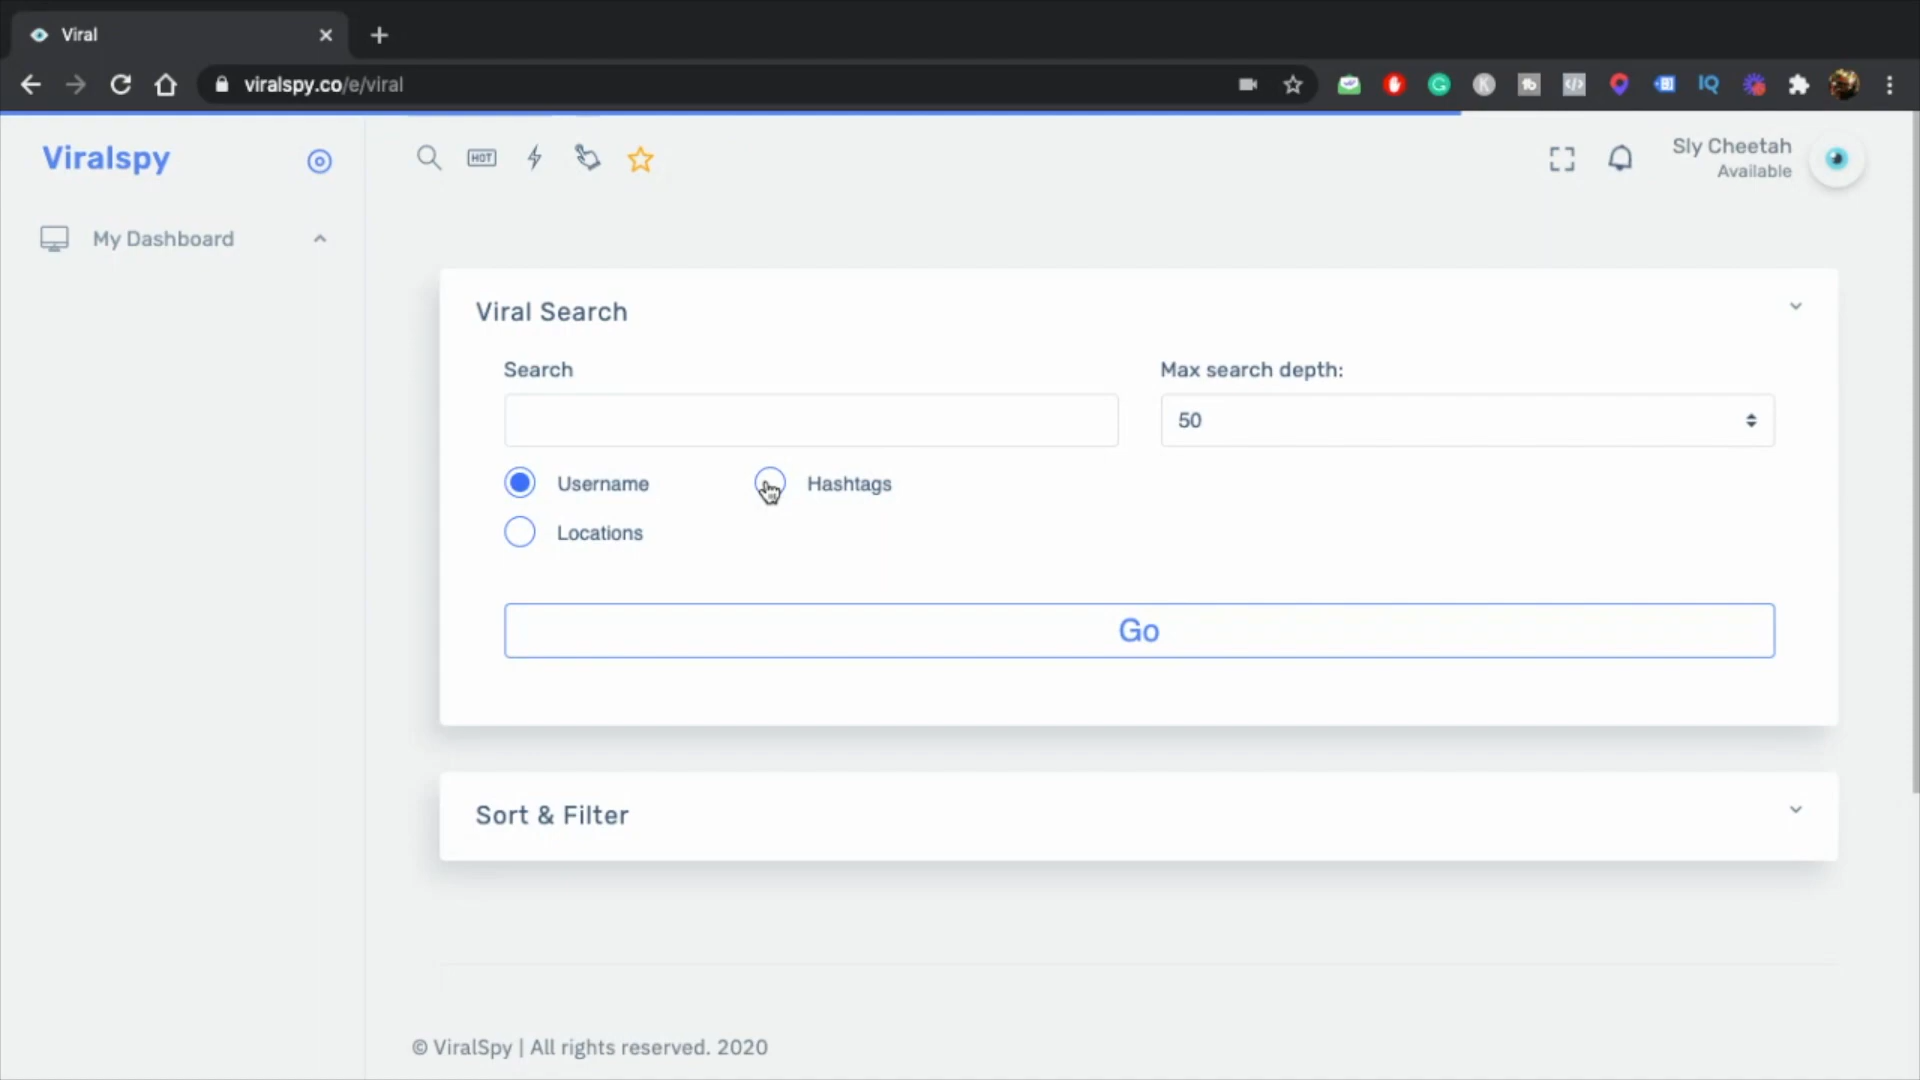 Viral
viralspy.co/e/viral
Viralspy
HOT
Sly Cheetah
Available
My Dashboard
Viral Search
Search
Max search depth:
50
Username
Hashtags
Locations
Go
Sort & Filter
© ViralSpy | All rights reserved. 2020